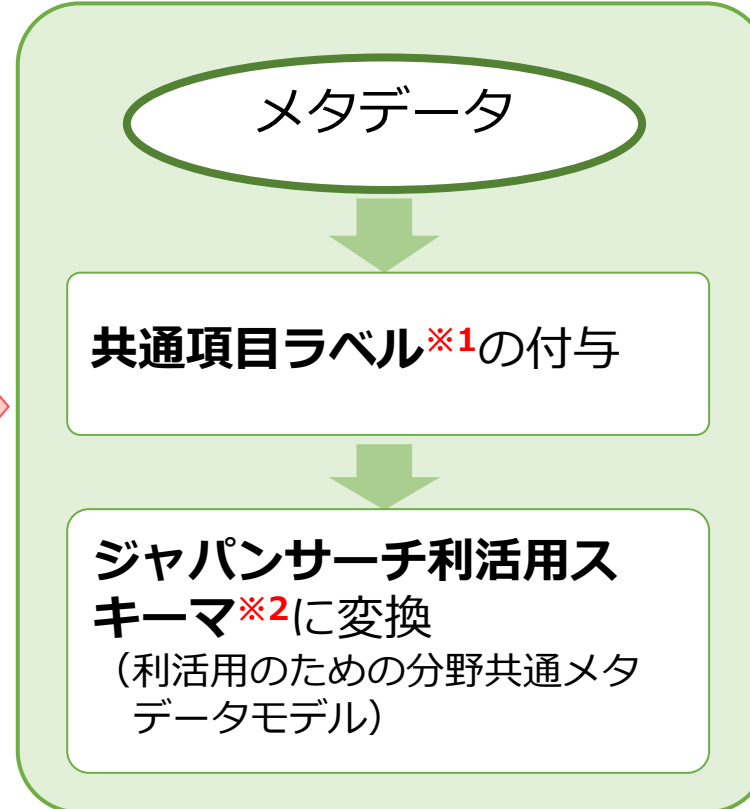 メタデータ
共通項目ラベル※1の付与
ジャパンサーチ利活用ス
キーマ※2に変換
（利活用のための分野共通メタ
データモデル）